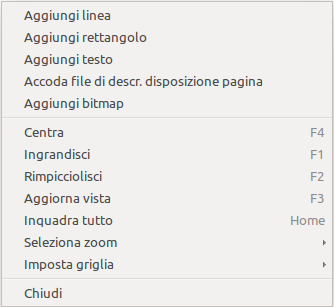 Aggiungi linea
Aggiungi rettangolo
Aggiungi testo
Accoda file di descr. disposizione pagina
Aggiungi bitmap
Centra F4
Ingrandisci F1
Rimpicciolisci F2
Aggiorna vista F3
Inquadra tutto Home
Seleziona zoom
Imposta griglia
Chiudi